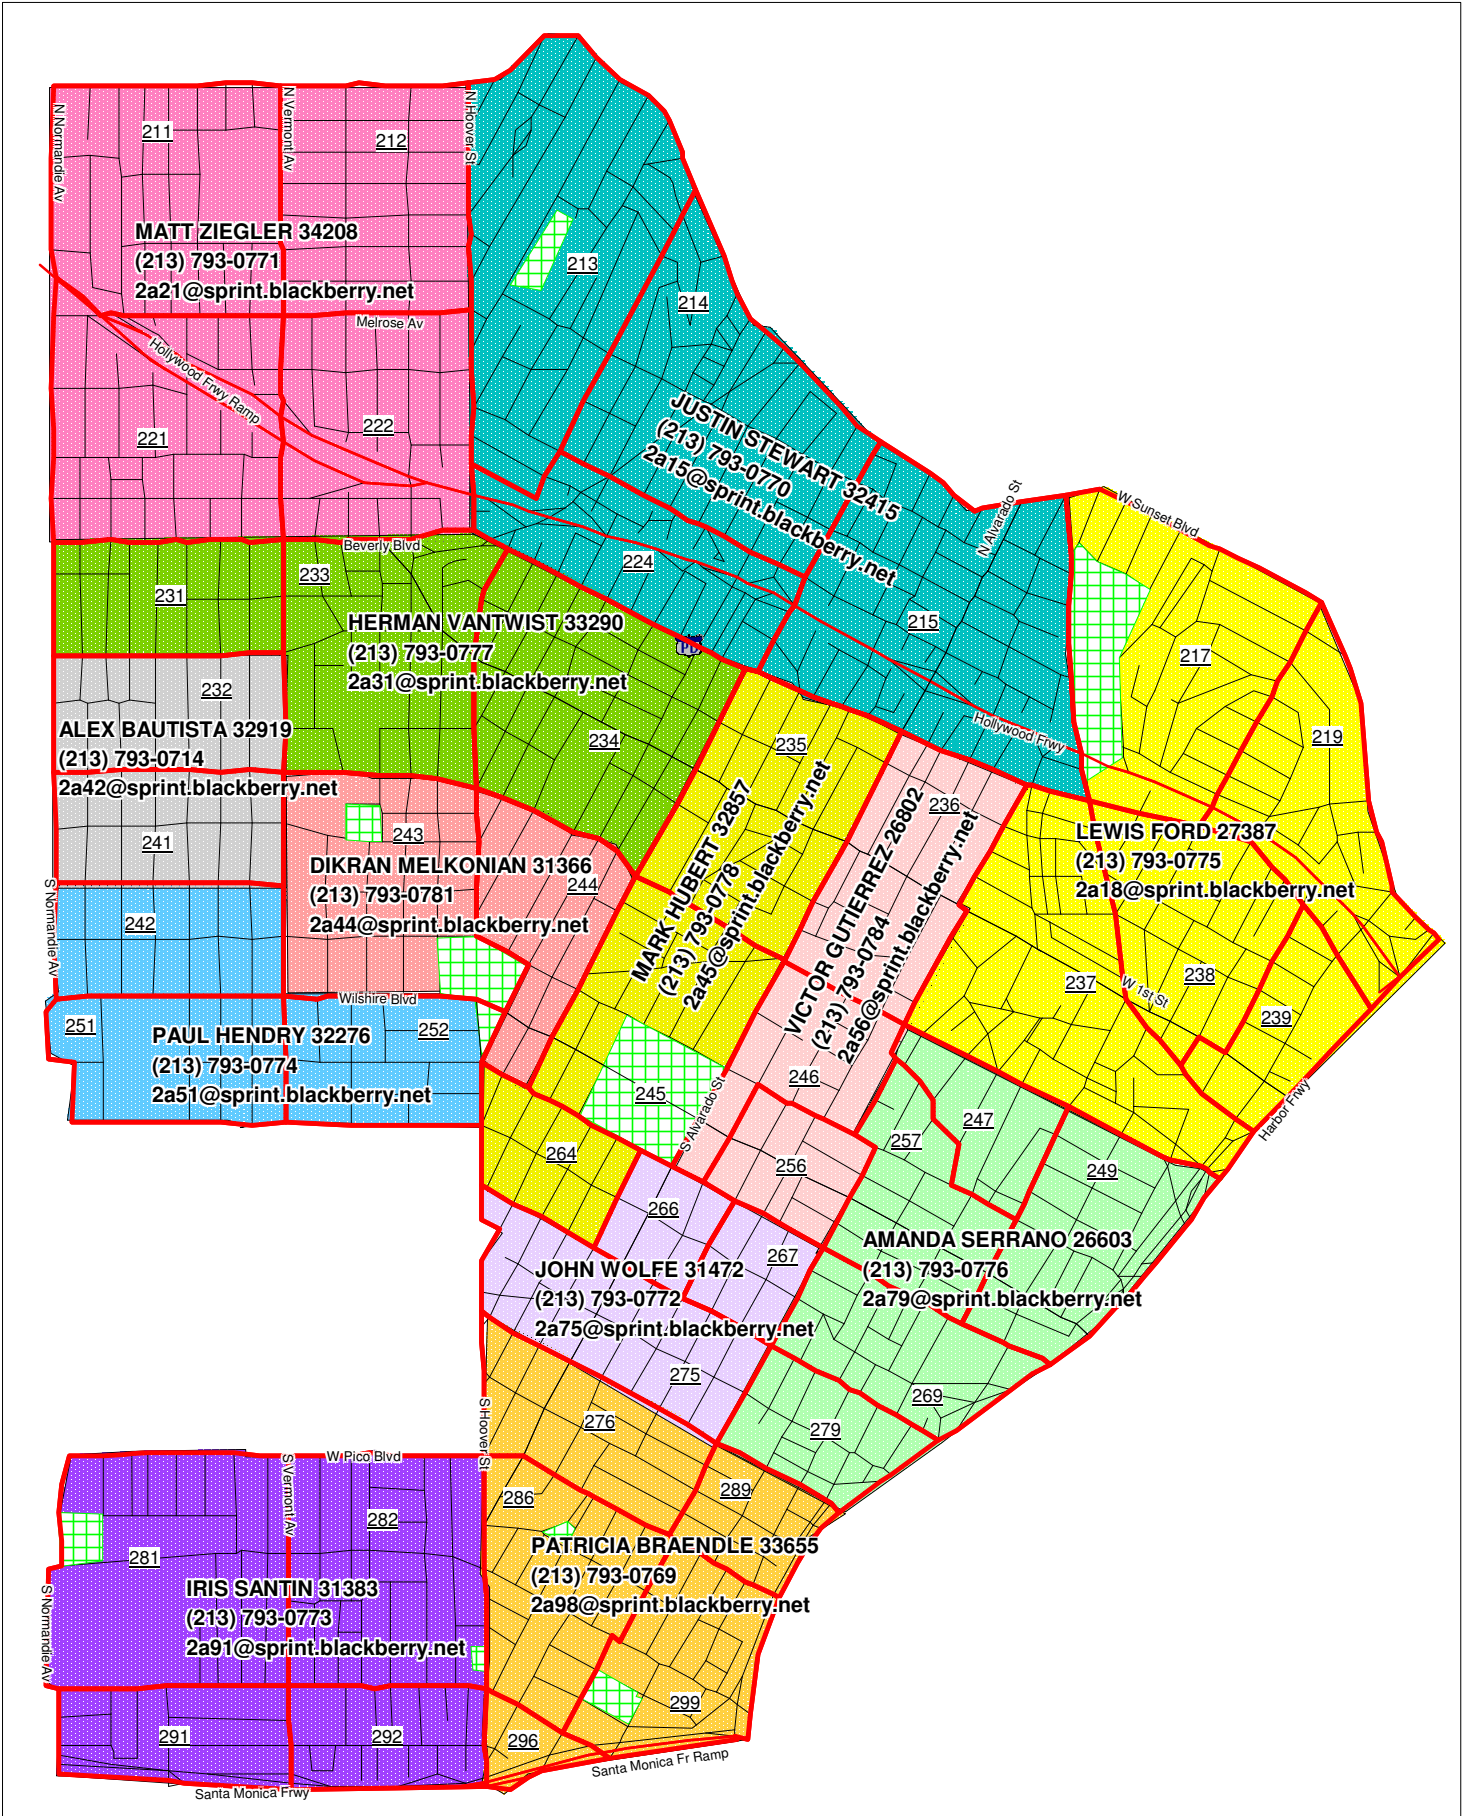 211
212
N Normandie Av
N Vermont Av
N Hoover St
MATT ZIEGLER 34208
(213) 793-0771
2a21@sprint.blackberry.net
213
214
Melrose Av
Hollywood Frwy Ramp
221
222
JUSTIN STEWART 32415
(213) 793-0770
2a15@sprint.blackberry.net
N Alvarado St
W Sunset Blvd
Beverly Blvd
224
215
231
233
HERMAN VANTWIST 33290
(213) 793-0777
2a31@sprint.blackberry.net
PD
217
219
232
ALEX BAUTISTA 32919
(213) 793-0714
2a42@sprint.blackberry.net
234
235
Hollywood Frwy
236
241
243
244
DIKRAN MELKONIAN 31366
(213) 793-0781
2a44@sprint.blackberry.net
MARK HUBERT 32857
(213) 793-0778
2a45@sprint.blackberry.net
VICTOR GUTIERREZ 26802
(213) 793-0784
2a56@sprint.blackberry.net
LEWIS FORD 27387
(213) 793-0775
2a18@sprint.blackberry.net
S Normandie Av
242
237
W 1st St
238
239
Wilshire Blvd
251
252
PAUL HENDRY 32276
(213) 793-0774
2a51@sprint.blackberry.net
245
246
S Alvarado St
247
257
249
Harbor Frwy
264
256
266
267
JOHN WOLFE 31472
(213) 793-0772
2a75@sprint.blackberry.net
AMANDA SERRANO 26603
(213) 793-0776
2a79@sprint.blackberry.net
275
269
276
279
S Hoover St
W Pico Blvd
S Vermont Av
286
289
282
281
PATRICIA BRAENDLE 33655
(213) 793-0769
2a98@sprint.blackberry.net
IRIS SANTIN 31383
(213) 793-0773
2a91@sprint.blackberry.net
S Normandie Av
299
291
292
296
Santa Monica Fr Ramp
Santa Monica Frwy